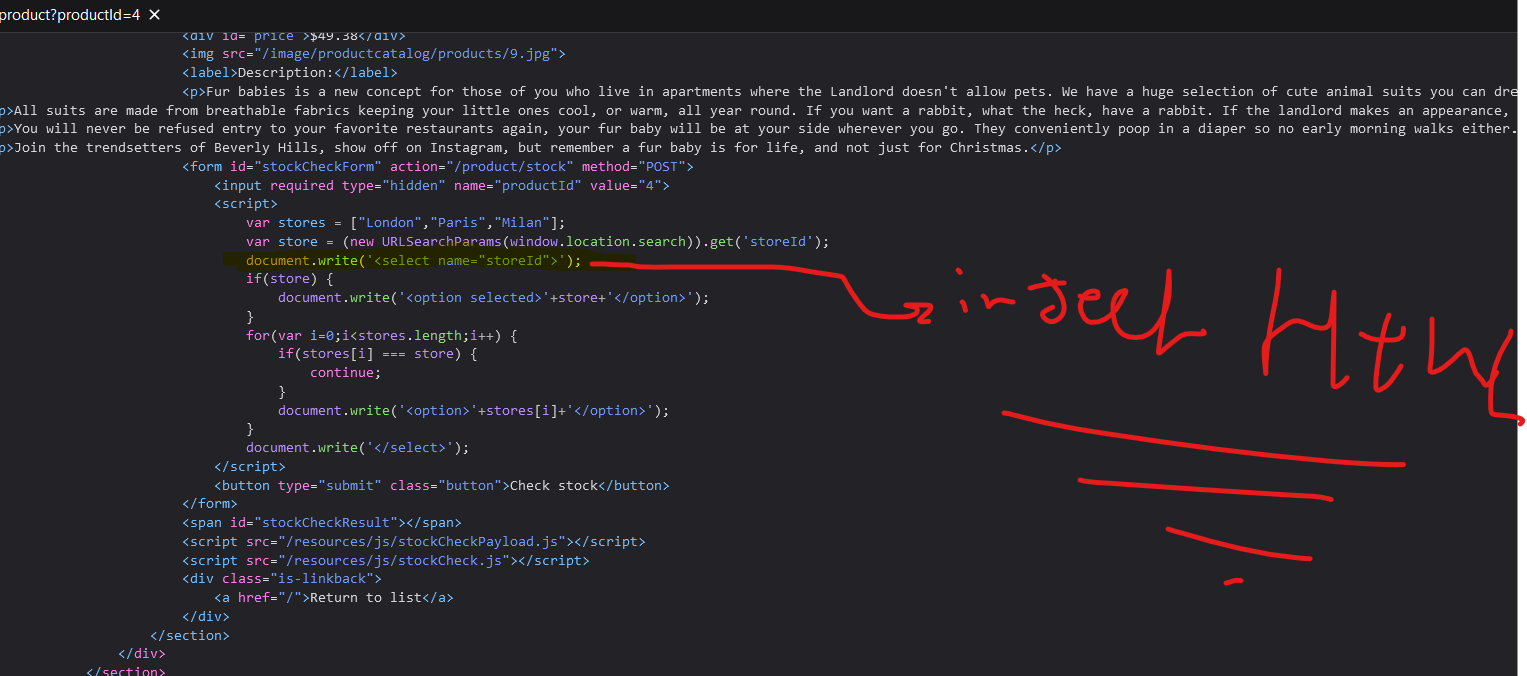 product?productId=4 ✕
<div id="price">$49.38</div>
<img src="/image/productcatalog/products/9.jpg">
<label>Description:</label>
<p>Fur babies is a new concept for those of you who live in apartments where the Landlord doesn't allow pets. We have a huge selection of cute animal suits you can dre
p>All suits are made from breathable fabrics keeping your little ones cool, or warm, all year round. If you want a rabbit, what the heck, have a rabbit. If the landlord makes an appearance,
p>You will never be refused entry to your favorite restaurants again, your fur baby will be at your side wherever you go. They conveniently poop in a diaper so no early morning walks either.
p>Join the trendsetters of Beverly Hills, show off on Instagram, but remember a fur baby is for life, and not just for Christmas.</p>
<form id="stockCheckForm" action="/product/stock" method="POST">
<input required type="hidden" name="productId" value="4">
<script>
var stores = ["London","Paris","Milan"];
var store = (new URLSearchParams(window.location.search)).get('storeId');
document.write('<select name="storeId">');
if(store) {
document.write('<option selected>'+store+'</option>');
}
for(var i=0;i<stores.length;i++) {
if(stores[i] === store) {
continue;
}
document.write('<option>'+stores[i]+'</option>');
}
document.write('</select>');
</script>
<button type="submit" class="button">Check stock</button>
</form>
<span id="stockCheckResult"></span>
<script src="/resources/js/stockCheckPayload.js"></script>
<script src="/resources/js/stockCheck.js"></script>
<div class="is-linkback">
<a href="/">Return to list</a>
</div>
</section>
</div>
</section>